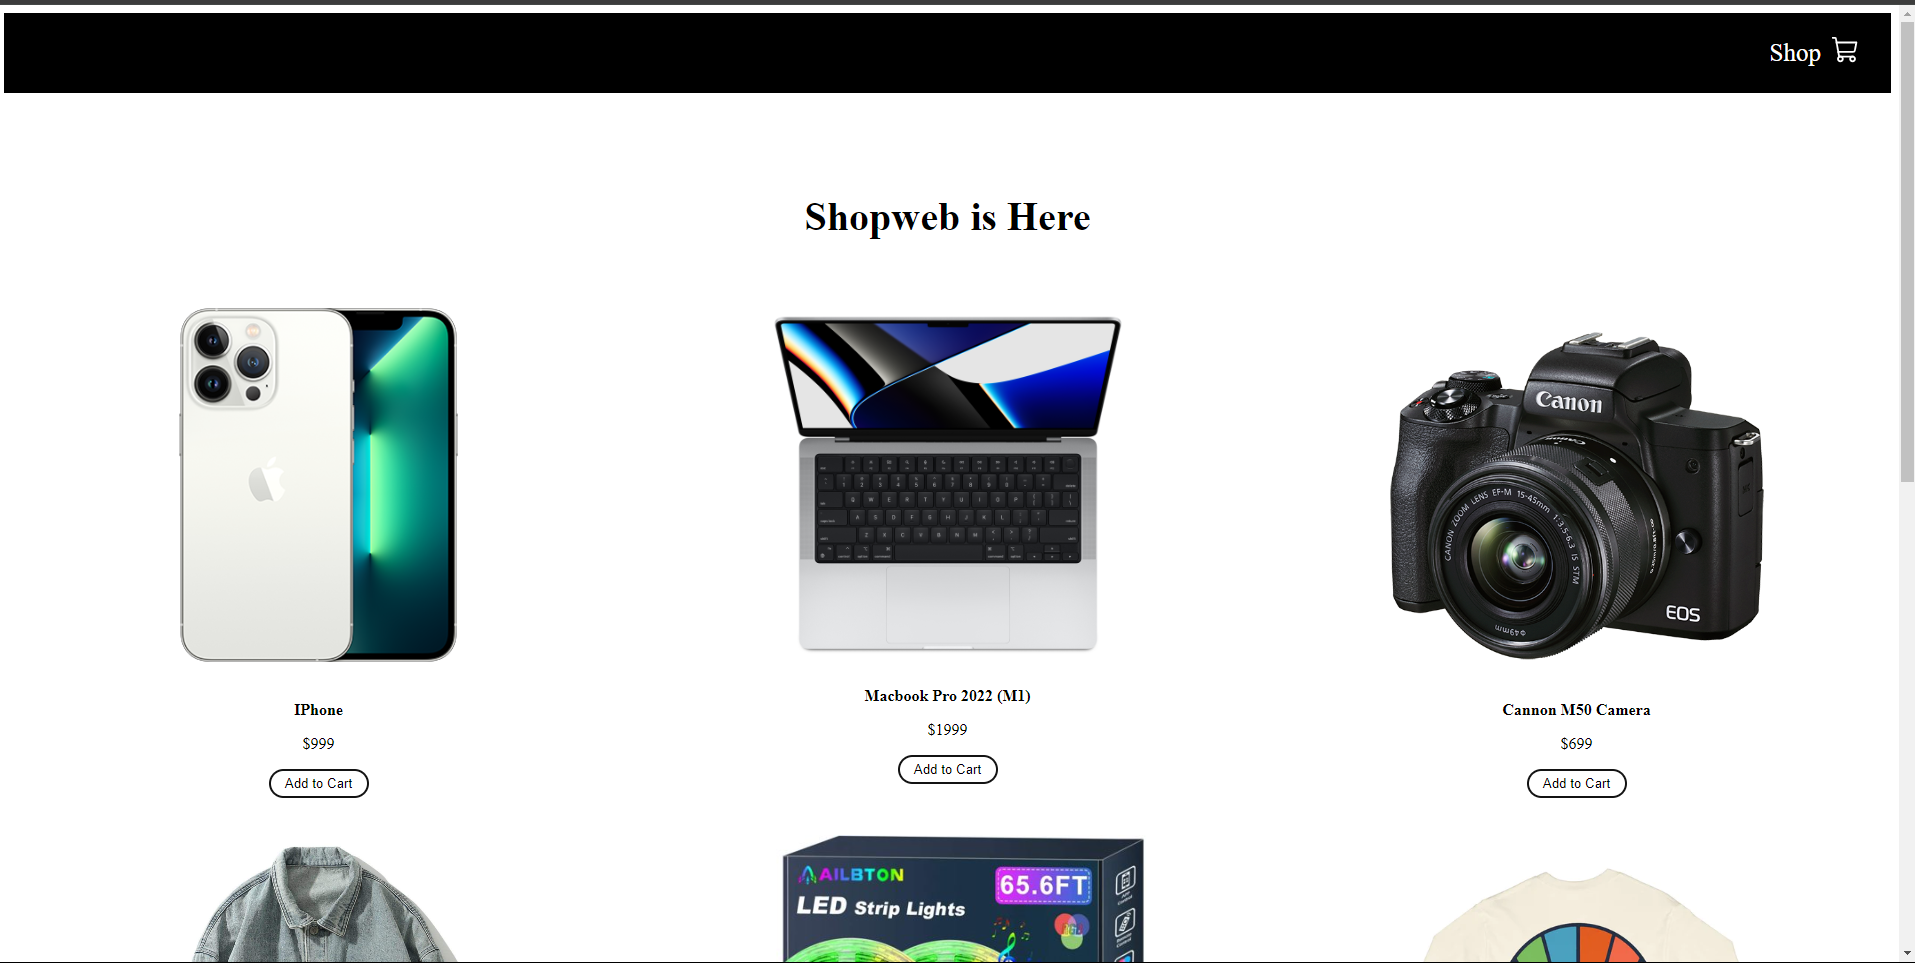 Shop
Shopweb is Here
Canon
CANON ZOOM LENS EF-M 15-45mm 1:3.5-6.3 IS STM
EOS
Φ49mm
IPhone
$999
Add to Cart
Macbook Pro 2022 (M1)
$1999
Add to Cart
Cannon M50 Camera
$699
Add to Cart
AILBTON
65.6FT
LED Strip Lights